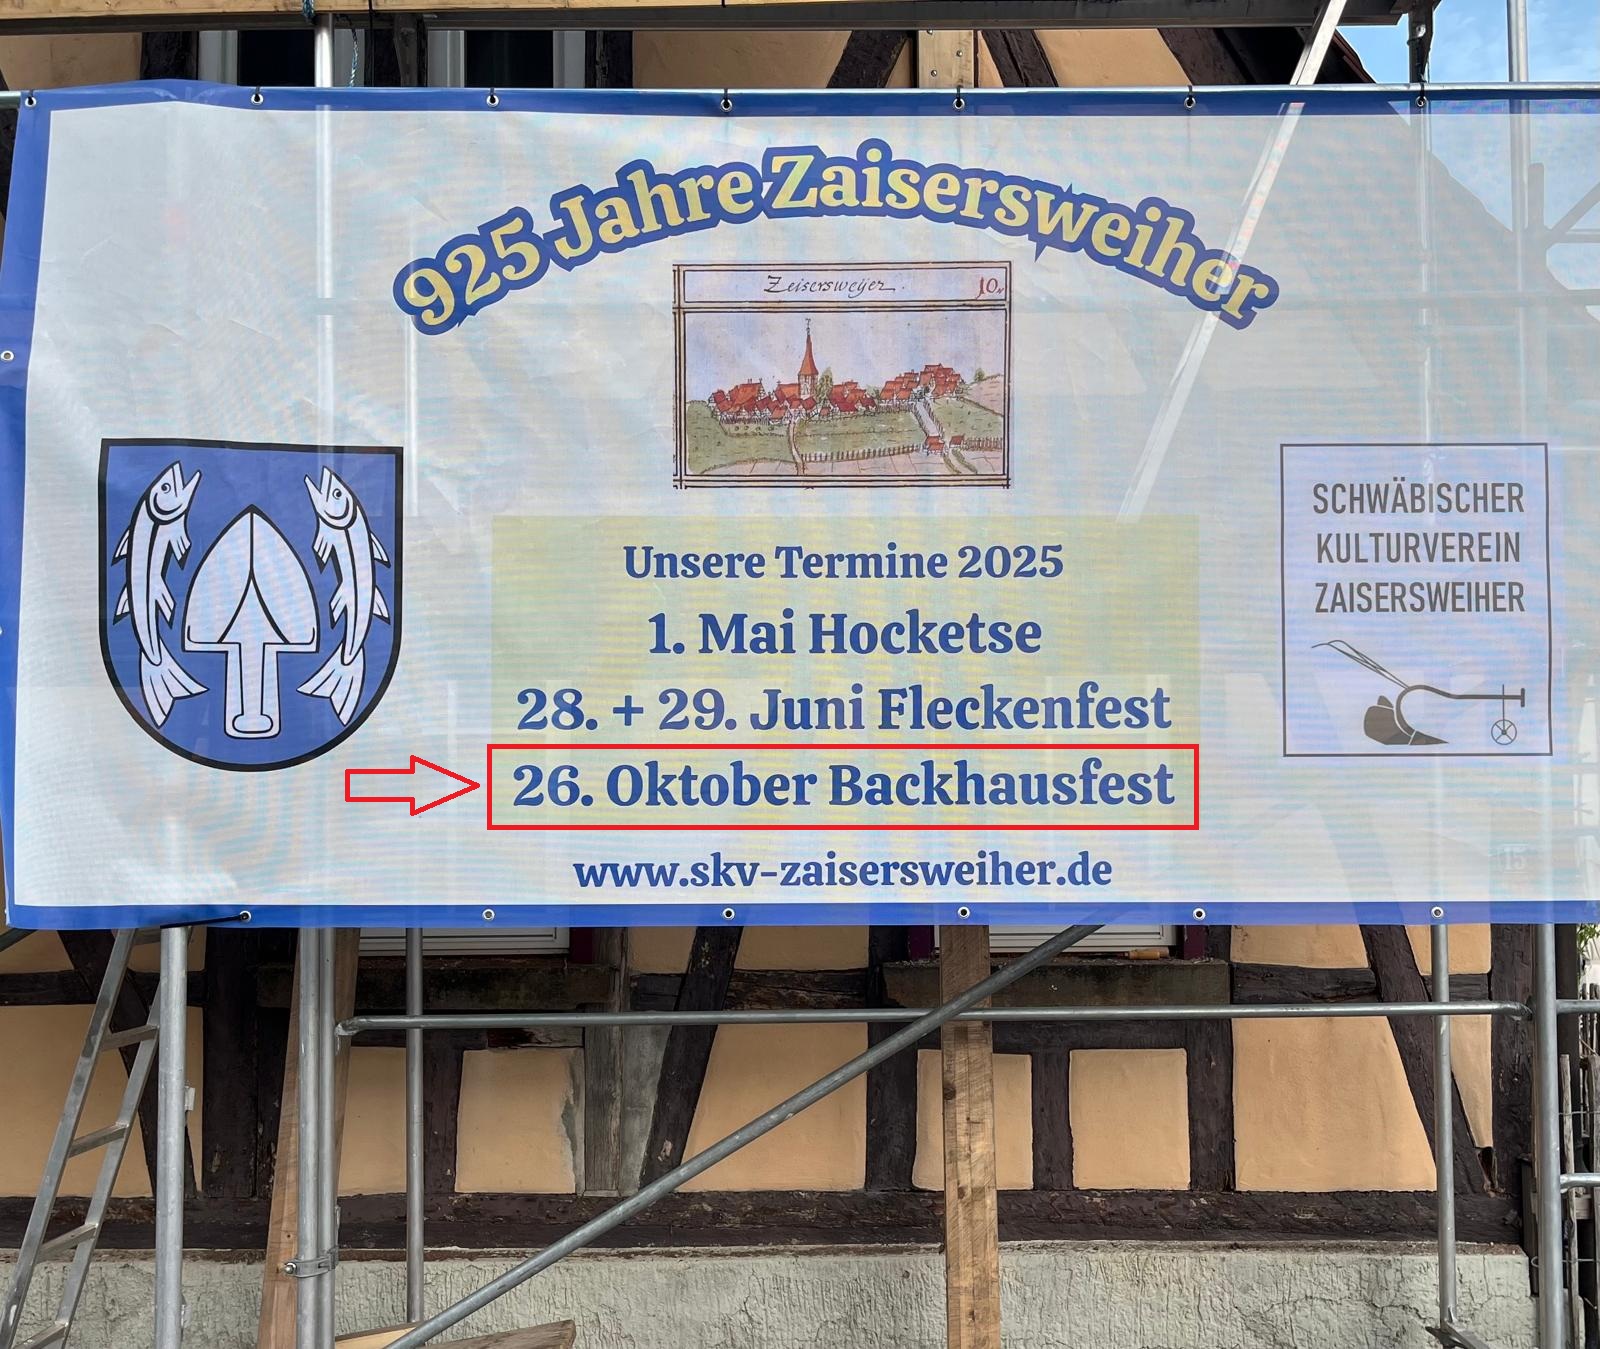 925 Jahre Zaisersweiher
Zeisersweyer. 10.
Unsere Termine 2025
1. Mai Hocketse
28. + 29. Juni Fleckenfest
26. Oktober Backhausfest
www.skv-zaisersweiher.de
SCHWÄBISCHER
KULTURVEREIN
ZAISERSWEIHER